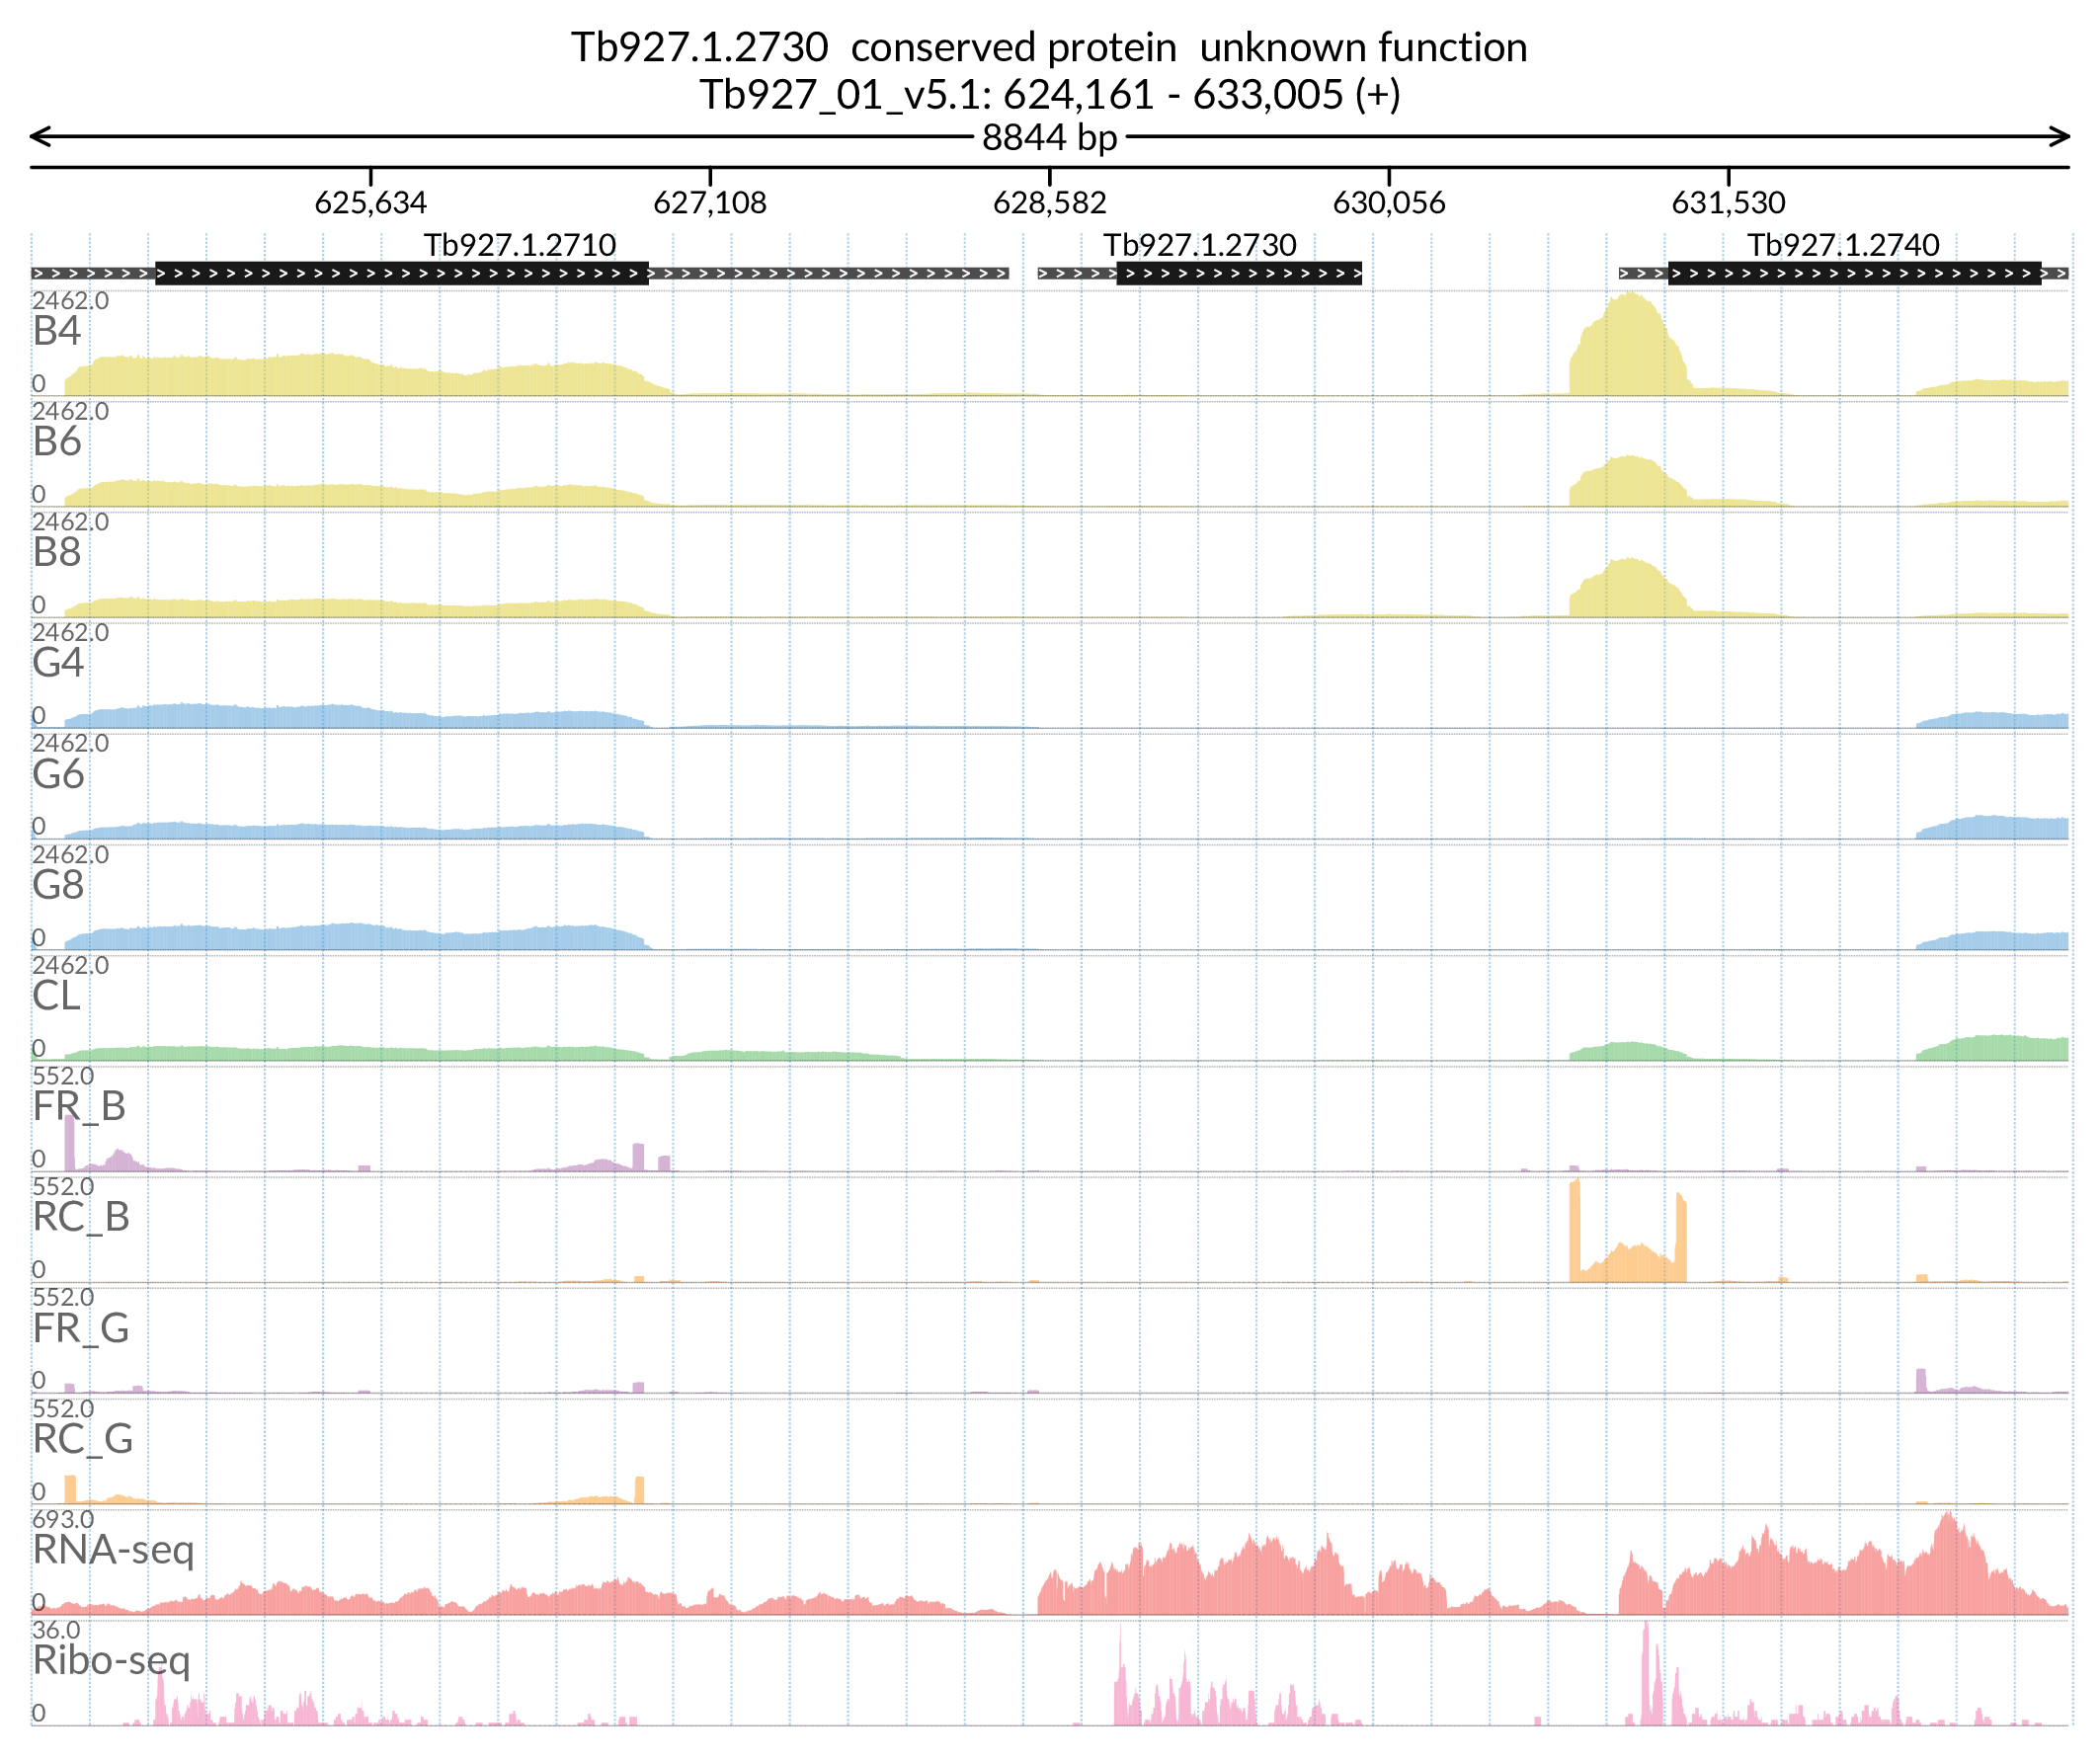 Tb927.1.2730 conserved protein unknown function
Tb927_01_v5.1: 624,161 - 633,005 (+)
8844 bp
625,634 627,108 628,582 630,056 631,530
Tb927.1.2710 Tb927.1.2730 Tb927.1.2740
2462.0
B4
0
2462.0
B6
0
2462.0
B8
0
2462.0
G4
0
2462.0
G6
0
2462.0
G8
0
2462.0
CL
0
552.0
FR_B
0
552.0
RC_B
0
552.0
FR_G
0
552.0
RC_G
0
693.0
RNA-seq
0
36.0
Ribo-seq
0